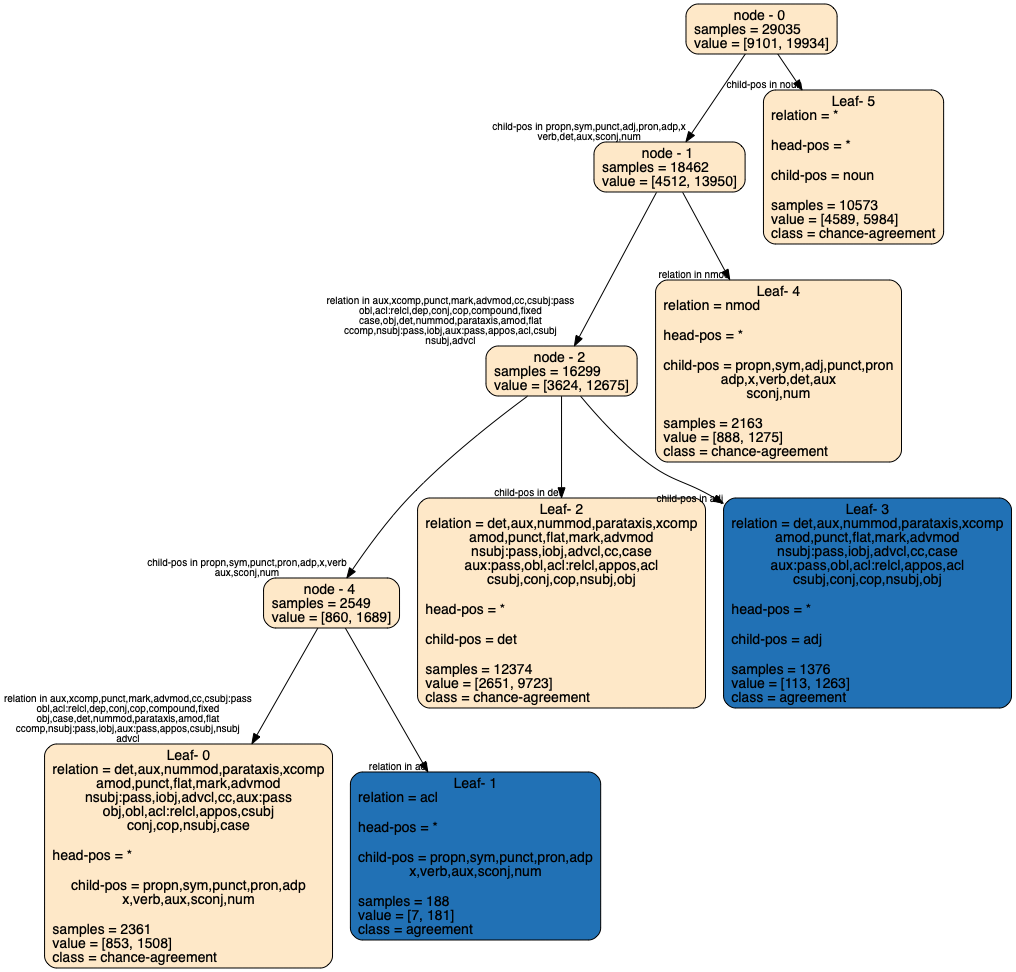 node - 0
samples = 29035
value = [9101, 19934]
child-pos in noun
Leaf- 5
relation = *
head-pos = *
child-pos = noun
samples = 10573
value = [4589, 5984]
class = chance-agreement
child-pos in propn,sym,punct,adj,pron,adp,x
verb,det,aux,sconj,num
node - 1
samples = 18462
value = [4512, 13950]
relation in nmod
Leaf- 4
relation = nmod
head-pos = *
child-pos = propn,sym,adj,punct,pron
adp,x,verb,det,aux
sconj,num
samples = 2163
value = [888, 1275]
class = chance-agreement
relation in aux,xcomp,punct,mark,advmod,cc,csubj:pass
obl,acl:relcl,dep,conj,cop,compound,fixed
case,obj,det,nummod,parataxis,amod,flat
ccomp,nsubj:pass,iobj,aux:pass,appos,acl,csubj
nsubj,advcl
node - 2
samples = 16299
value = [3624, 12675]
child-pos in det
Leaf- 2
relation = det,aux,nummod,parataxis,xcomp
amod,punct,flat,mark,advmod
nsubj:pass,iobj,advcl,cc,case
aux:pass,obl,acl:relcl,appos,acl
csubj,conj,cop,nsubj,obj
head-pos = *
child-pos = det
samples = 12374
value = [2651, 9723]
class = chance-agreement
child-pos in adj
Leaf- 3
relation = det,aux,nummod,parataxis,xcomp
amod,punct,flat,mark,advmod
nsubj:pass,iobj,advcl,cc,case
aux:pass,obl,acl:relcl,appos,acl
csubj,conj,cop,nsubj,obj
head-pos = *
child-pos = adj
samples = 1376
value = [113, 1263]
class = agreement
child-pos in propn,sym,punct,pron,adp,x,verb
aux,sconj,num
node - 4
samples = 2549
value = [860, 1689]
relation in aux,xcomp,punct,mark,advmod,cc,csubj:pass
obl,acl:relcl,dep,conj,cop,compound,fixed
obj,case,det,nummod,parataxis,amod,flat
ccomp,nsubj:pass,iobj,aux:pass,appos,csubj,nsubj
advcl
Leaf- 0
relation = det,aux,nummod,parataxis,xcomp
amod,punct,flat,mark,advmod
nsubj:pass,iobj,advcl,cc,aux:pass
obj,obl,acl:relcl,appos,csubj
conj,cop,nsubj,case
head-pos = *
child-pos = propn,sym,punct,pron,adp
x,verb,aux,sconj,num
samples = 2361
value = [853, 1508]
class = chance-agreement
relation in acl
Leaf- 1
relation = acl
head-pos = *
child-pos = propn,sym,punct,pron,adp
x,verb,aux,sconj,num
samples = 188
value = [7, 181]
class = agreement